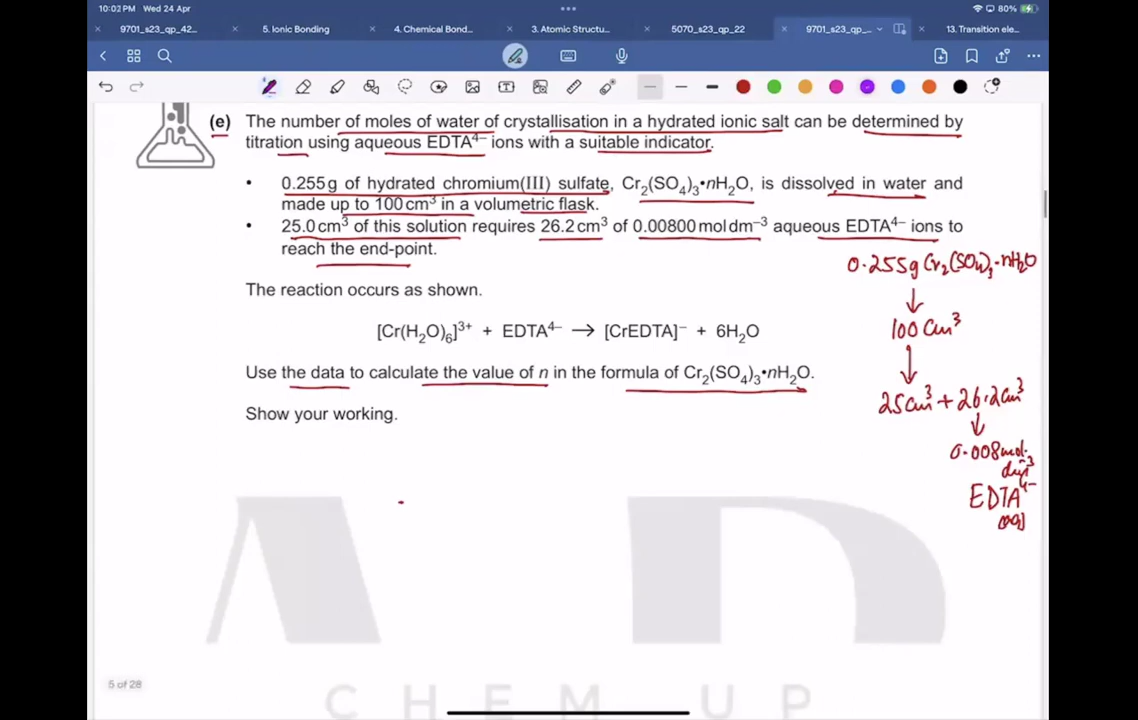 10:02 PM Wed 24 Apr
80%
9701_s23_qp_42...
5. Ionic Bonding
4. Chemical Bond...
3. Atomic Structu...
5070_s23_qp_22
9701_s23_qp_...
13. Transition ele...
(e) The number of moles of water of crystallisation in a hydrated ionic salt can be determined by
titration using aqueous EDTA⁴⁻ ions with a suitable indicator.
• 0.255 g of hydrated chromium(III) sulfate, Cr₂(SO₄)₃•nH₂O, is dissolved in water and
made up to 100 cm³ in a volumetric flask.
• 25.0 cm³ of this solution requires 26.2 cm³ of 0.00800 mol dm⁻³ aqueous EDTA⁴⁻ ions to
reach the end-point.
0.255g Cr₂(SO₄)₃·nH₂O
The reaction occurs as shown.
↓
100 Cm³
[Cr(H₂O)₆]³⁺ + EDTA⁴⁻ → [CrEDTA]⁻ + 6H₂O
↓
Use the data to calculate the value of n in the formula of Cr₂(SO₄)₃•nH₂O.
25cm³ + 26.2cm³
Show your working.
↓
0.008mol.
dm⁻³
EDTA⁴⁻
(aq)
5 of 28
CHEM UP